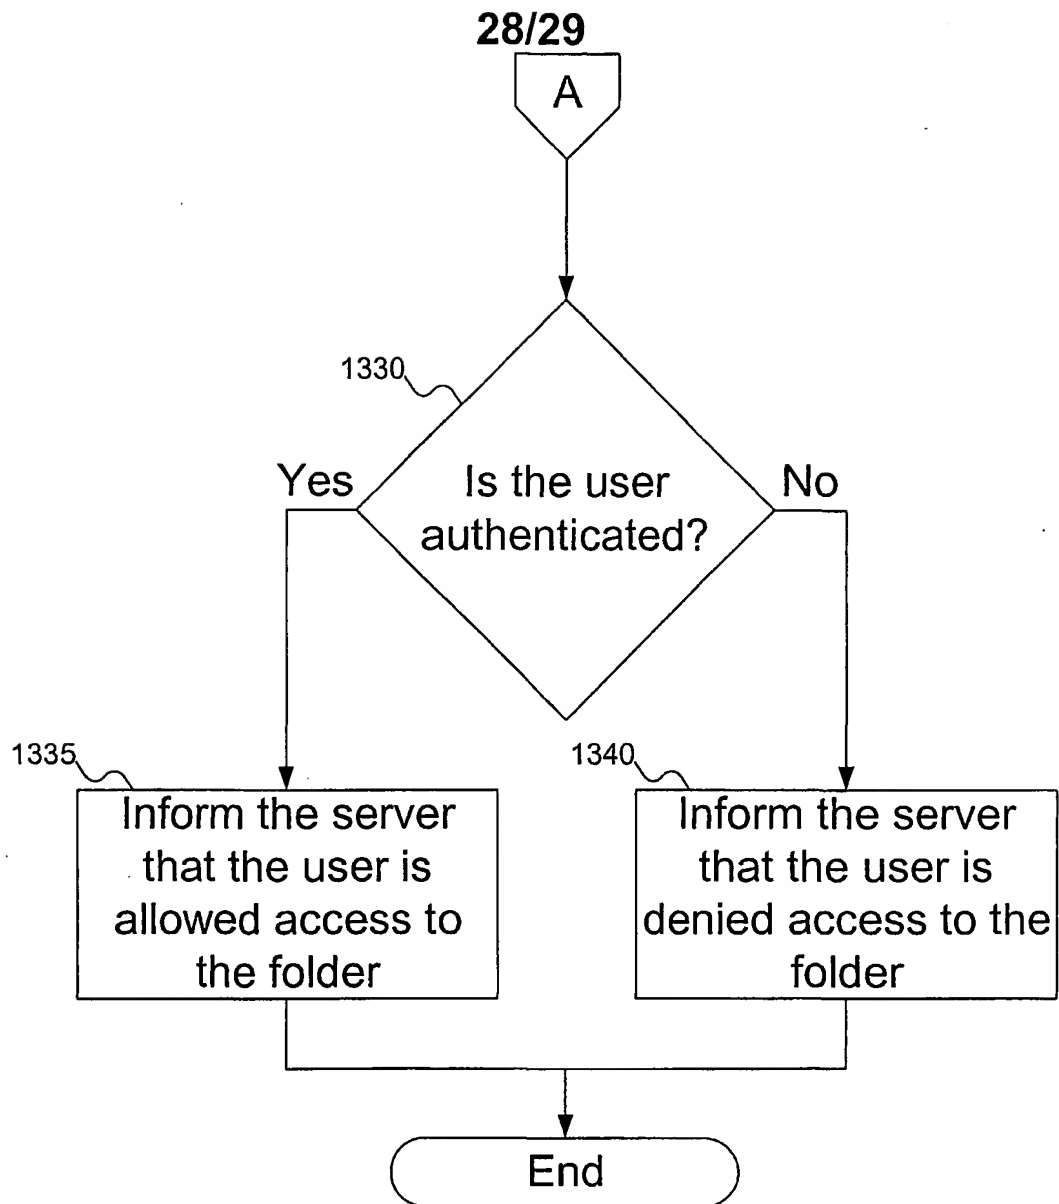 28/29
A
1330
Yes
Is the user
authenticated?
No
1335
Inform the server
that the user is
allowed access to
the folder
1340
Inform the server
that the user is
denied access to the
folder
End